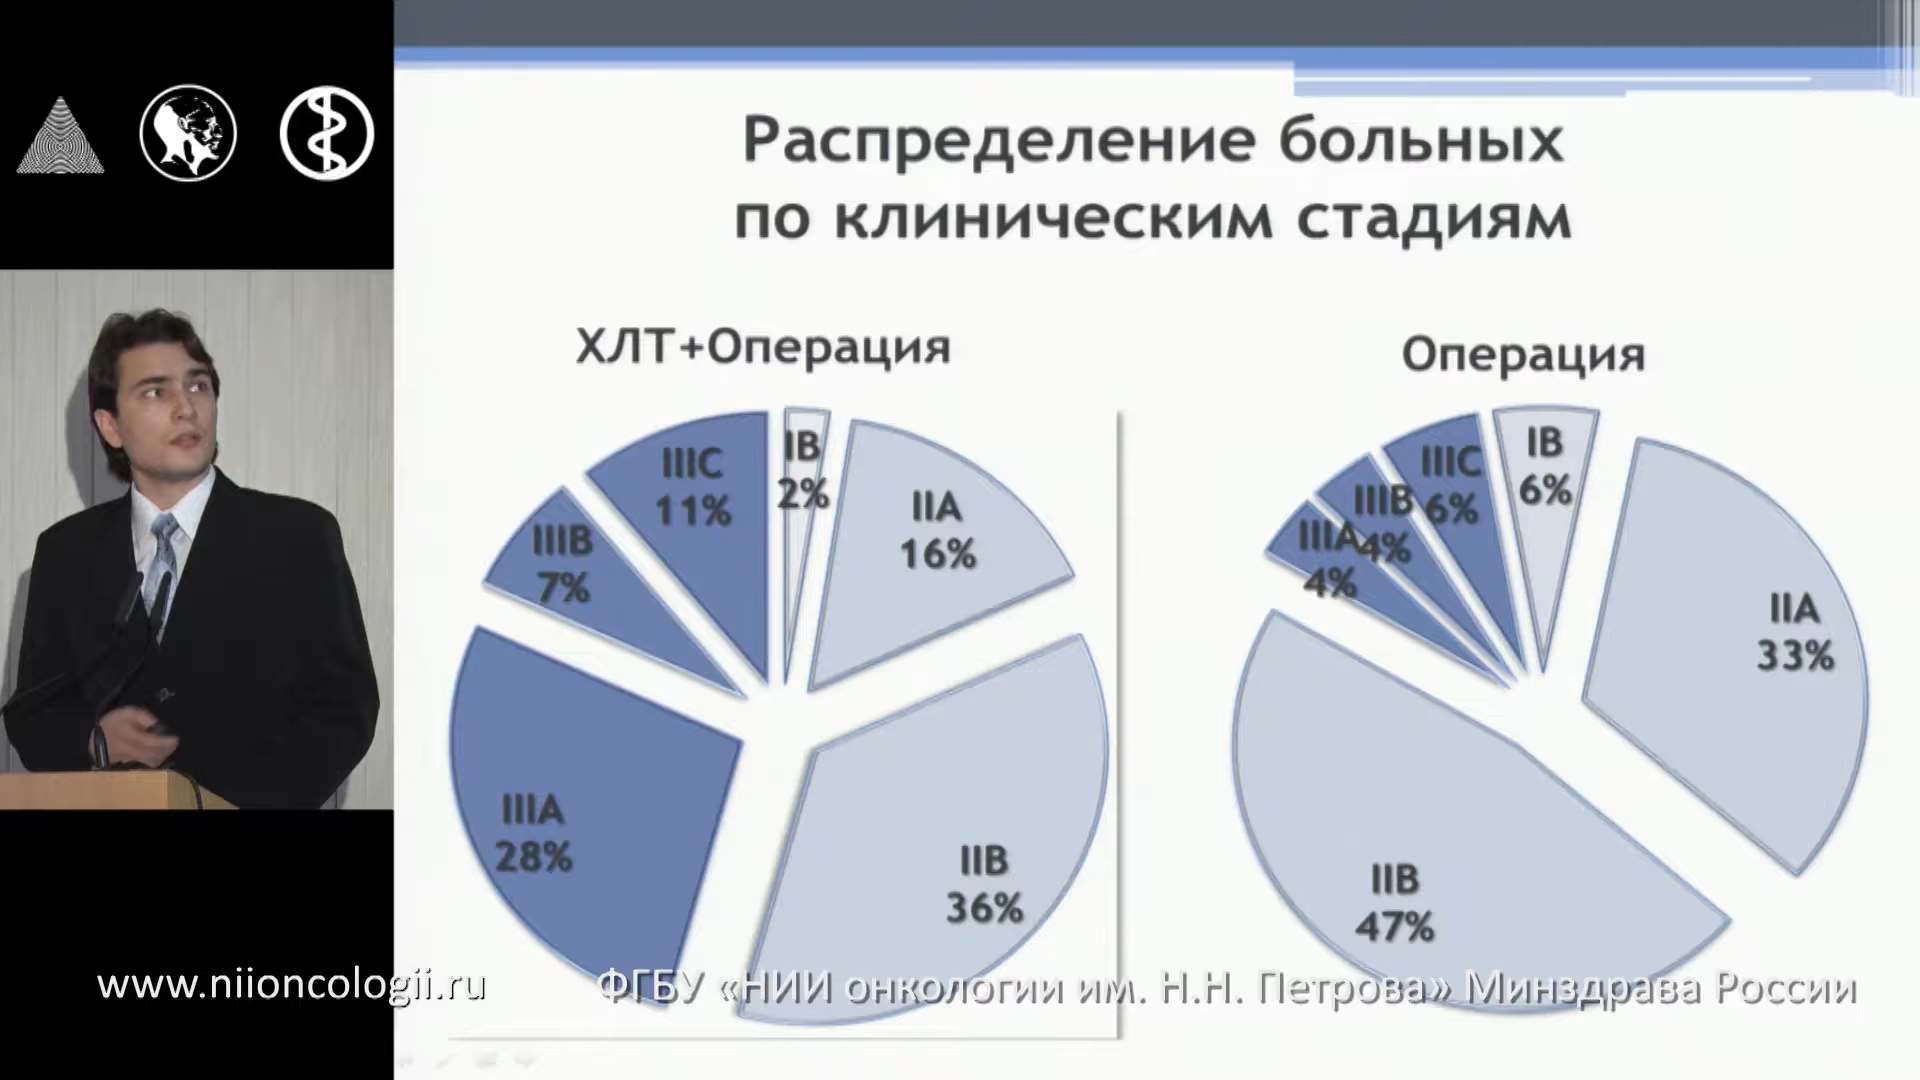 Распределение больных
по клиническим стадиям
ХЛТ+Операция
IB
2%
IIA
16%
IIB
36%
IIIA
28%
IIIB
7%
IIIC
11%
Операция
IB
6%
IIA
33%
IIB
47%
IIIA
4%
IIIB
4%
IIIC
6%
www.niioncologii.ru
ФГБУ «НИИ онкологии им. Н.Н. Петрова» Минздрава России